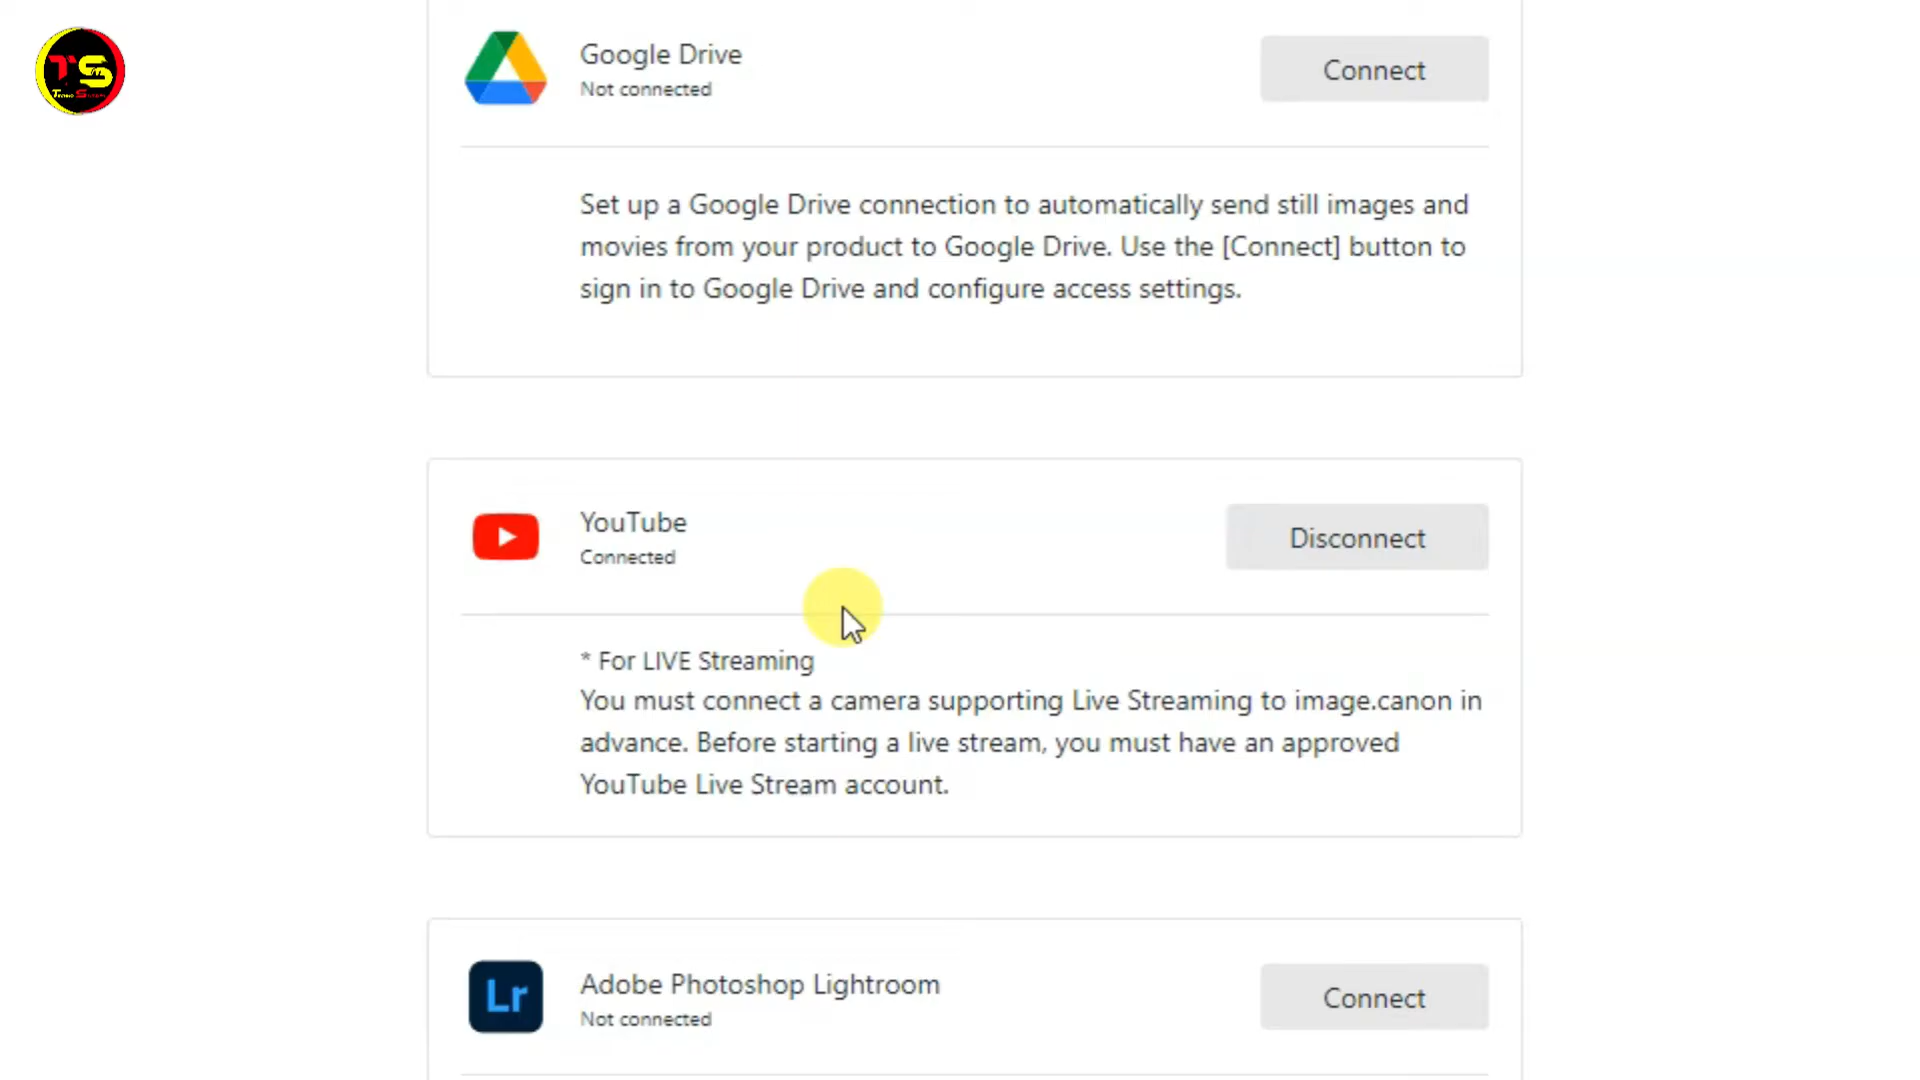 TS
Google Drive
Not connected
Connect
Set up a Google Drive connection to automatically send still images and
movies from your product to Google Drive. Use the [Connect] button to
sign in to Google Drive and configure access settings.
YouTube
Connected
Disconnect
* For LIVE Streaming
You must connect a camera supporting Live Streaming to image.canon in
advance. Before starting a live stream, you must have an approved
YouTube Live Stream account.
Lr
Adobe Photoshop Lightroom
Not connected
Connect